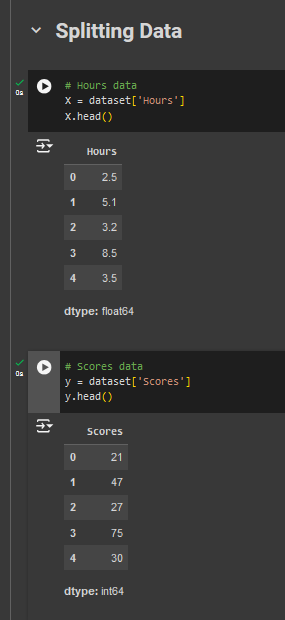 Splitting Data
0s
# Hours data
X = dataset['Hours']
X.head()
Hours
0 2.5
1 5.1
2 3.2
3 8.5
4 3.5
dtype: float64
0s
# Scores data
y = dataset['Scores']
y.head()
Scores
0 21
1 47
2 27
3 75
4 30
dtype: int64